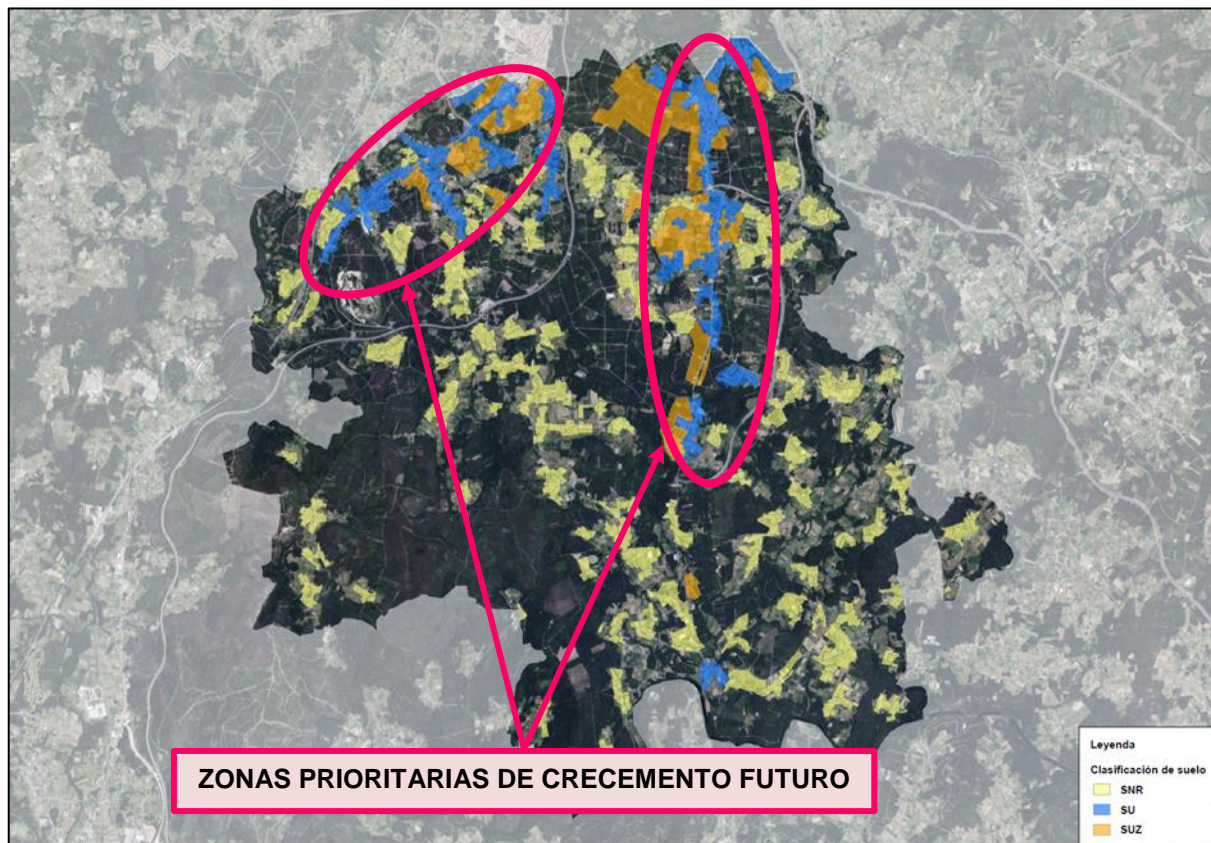 ZONAS PRIORITARIAS DE CRECEMENTO FUTURO
Leyenda
Clasificación de suelo
SNR
SU
SUZ